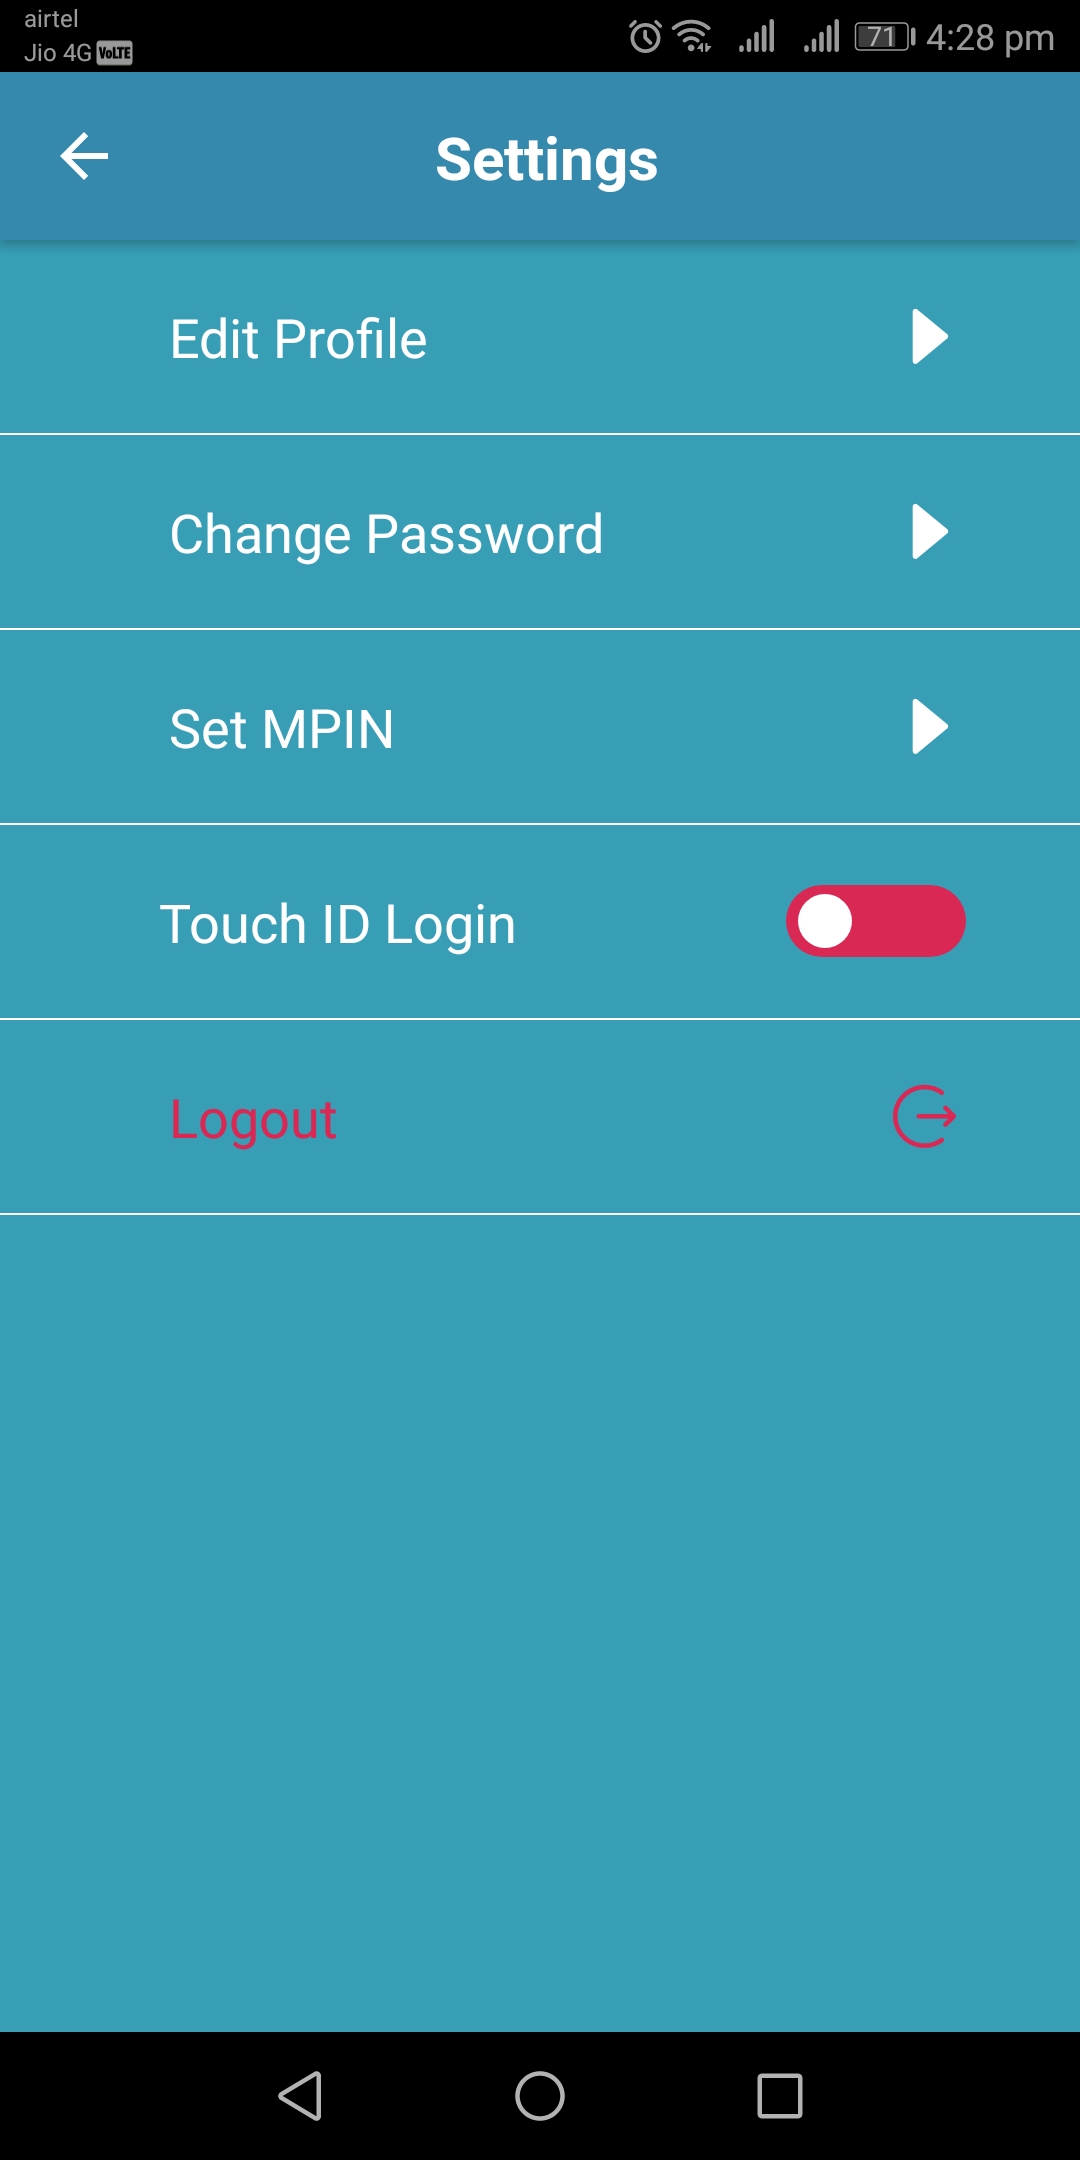 airtel
Jio 4G VoLTE
71 4:28 pm
Settings
Edit Profile
Change Password
Set MPIN
Touch ID Login
Logout